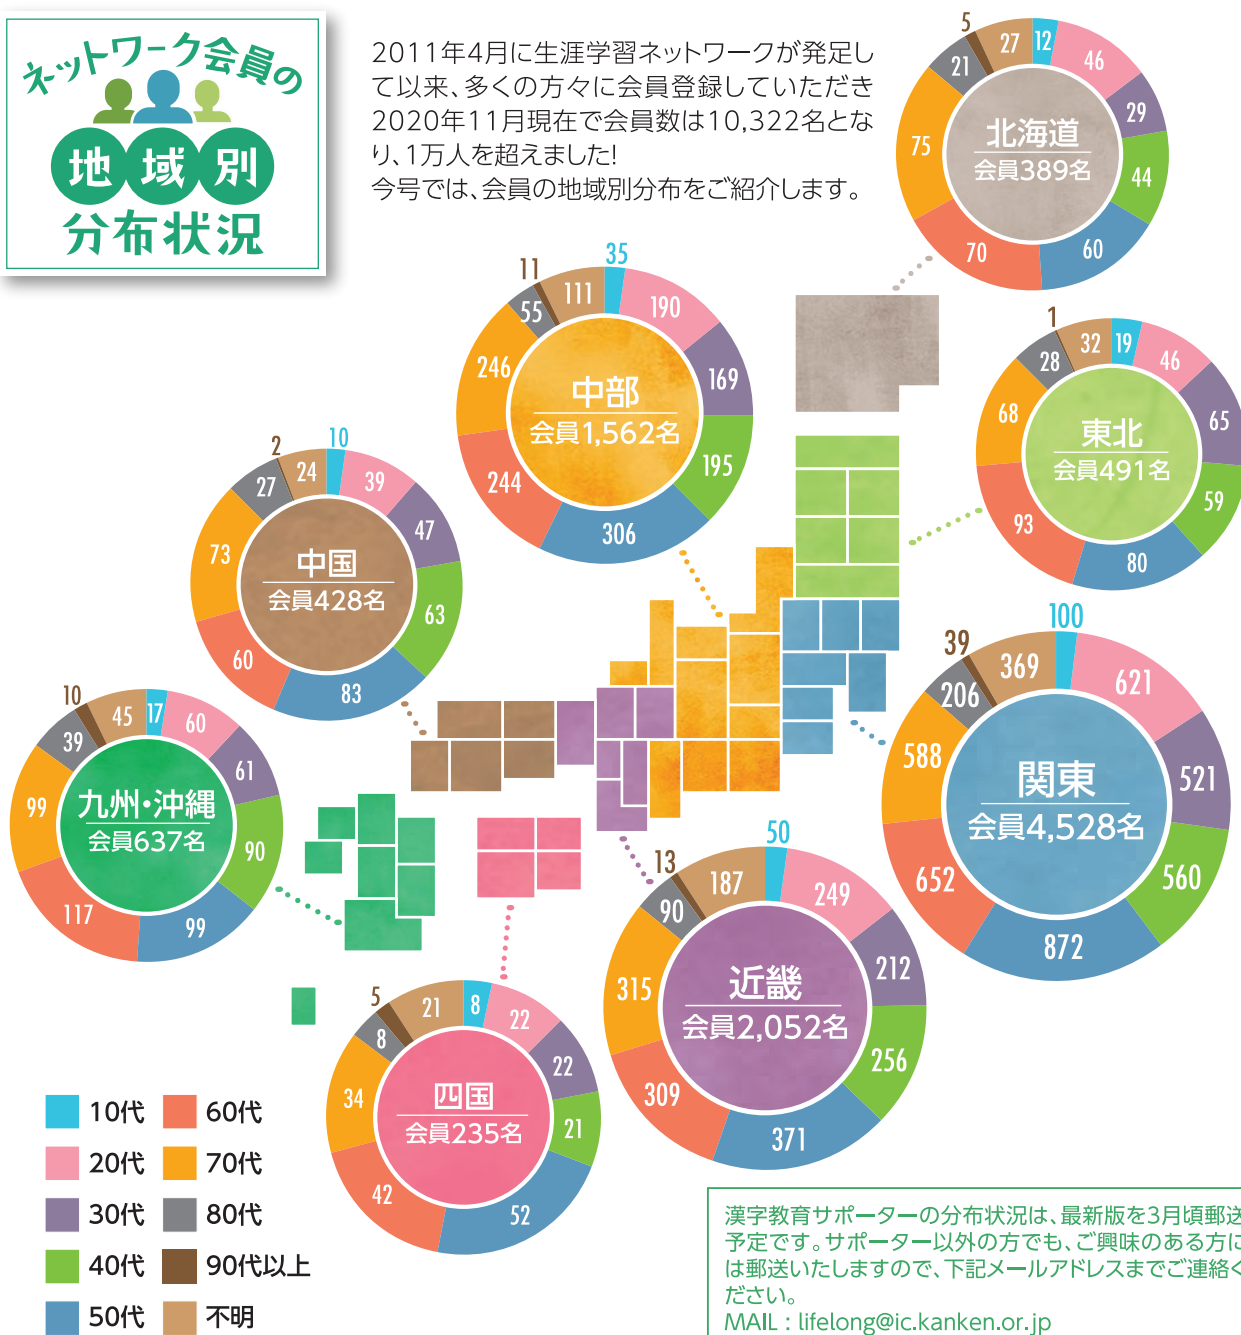 ネットワーク会員の
地域別
分布状況
2011年4月に生涯学習ネットワークが発足し
て以来、多くの方々に会員登録していただき
2020年11月現在で会員数は10,322名とな
り、1万人を超えました!
今号では、会員の地域別分布をご紹介します。
北海道
会員389名
12
46
29
44
60
70
75
21
5
27
中部
会員1,562名
35
190
169
195
306
244
246
55
11
111
東北
会員491名
19
46
65
59
80
93
68
28
1
32
中国
会員428名
10
39
47
63
83
60
73
27
2
24
関東
会員4,528名
100
621
521
560
872
652
588
206
39
369
九州・沖縄
会員637名
17
60
61
90
99
117
99
39
10
45
近畿
会員2,052名
50
249
212
256
371
309
315
90
13
187
四国
会員235名
8
22
22
21
52
42
34
8
5
21
10代
20代
30代
40代
50代
60代
70代
80代
90代以上
不明
漢字教育サポーターの分布状況は、最新版を3月頃郵送
予定です。サポーター以外の方でも、ご興味のある方に
は郵送いたしますので、下記メールアドレスまでご連絡く
ださい。
MAIL : lifelong@ic.kanken.or.jp